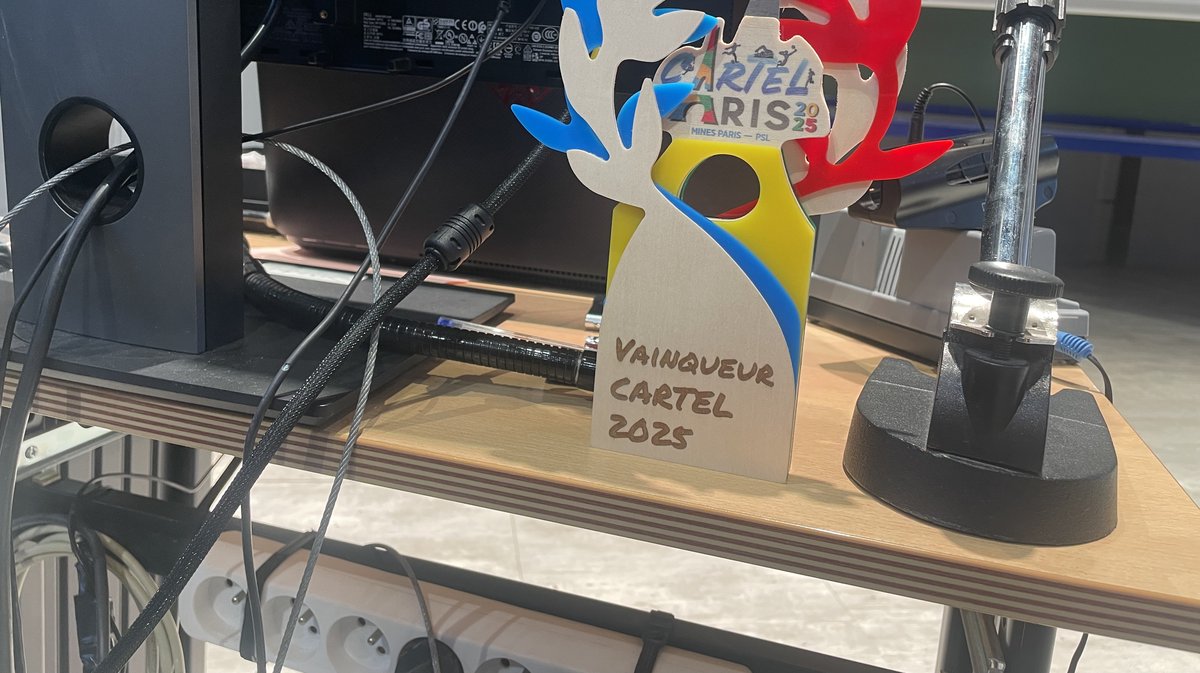 CARTEL
PARIS 2025
MINES PARIS — PSL
VAINQUEUR
CARTEL
2025